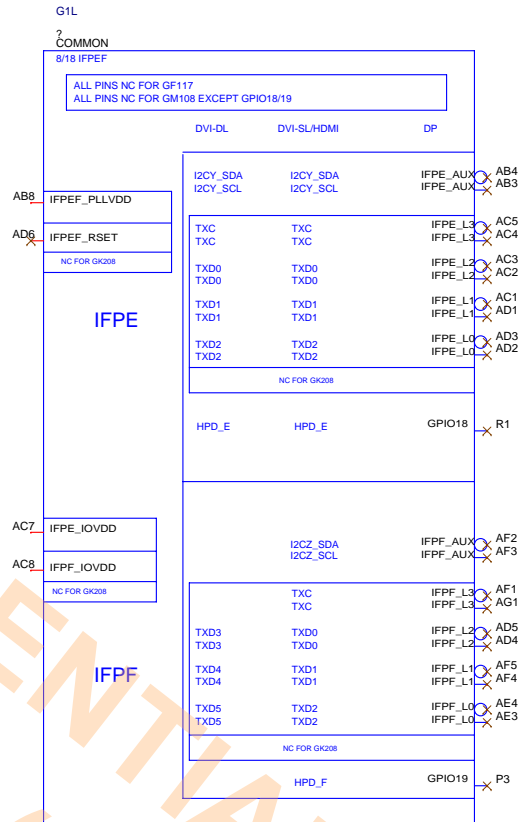 G1L
?
COMMON
8/18 IFPEF
ALL PINS NC FOR GF117
ALL PINS NC FOR GM108 EXCEPT GPIO18/19
DVI-DL DVI-SL/HDMI DP
I2CY_SDA I2CY_SDA IFPE_AUX AB4
I2CY_SCL I2CY_SCL IFPE_AUX AB3
AB8 IFPEF_PLLVDD
TXC TXC IFPE_L3 AC5
AD6 IFPEF_RSET TXC TXC IFPE_L3 AC4
NC FOR GK208
TXD0 TXD0 IFPE_L2 AC3
TXD0 TXD0 IFPE_L2 AC2
TXD1 TXD1 IFPE_L1 AC1
IFPE TXD1 TXD1 IFPE_L1 AD1
TXD2 TXD2 IFPE_L0 AD3
TXD2 TXD2 IFPE_L0 AD2
NC FOR GK208
HPD_E HPD_E GPIO18 R1
AC7 IFPE_IOVDD
I2CZ_SDA IFPF_AUX AF2
I2CZ_SCL IFPF_AUX AF3
AC8 IFPF_IOVDD
NC FOR GK208
TXC IFPF_L3 AF1
TXC IFPF_L3 AG1
TXD3 TXD0 IFPF_L2 AD5
TXD3 TXD0 IFPF_L2 AD4
IFPF
TXD4 TXD1 IFPF_L1 AF5
TXD4 TXD1 IFPF_L1 AF4
TXD5 TXD2 IFPF_L0 AE4
TXD5 TXD2 IFPF_L0 AE3
NC FOR GK208
HPD_F GPIO19 P3
ENTIA